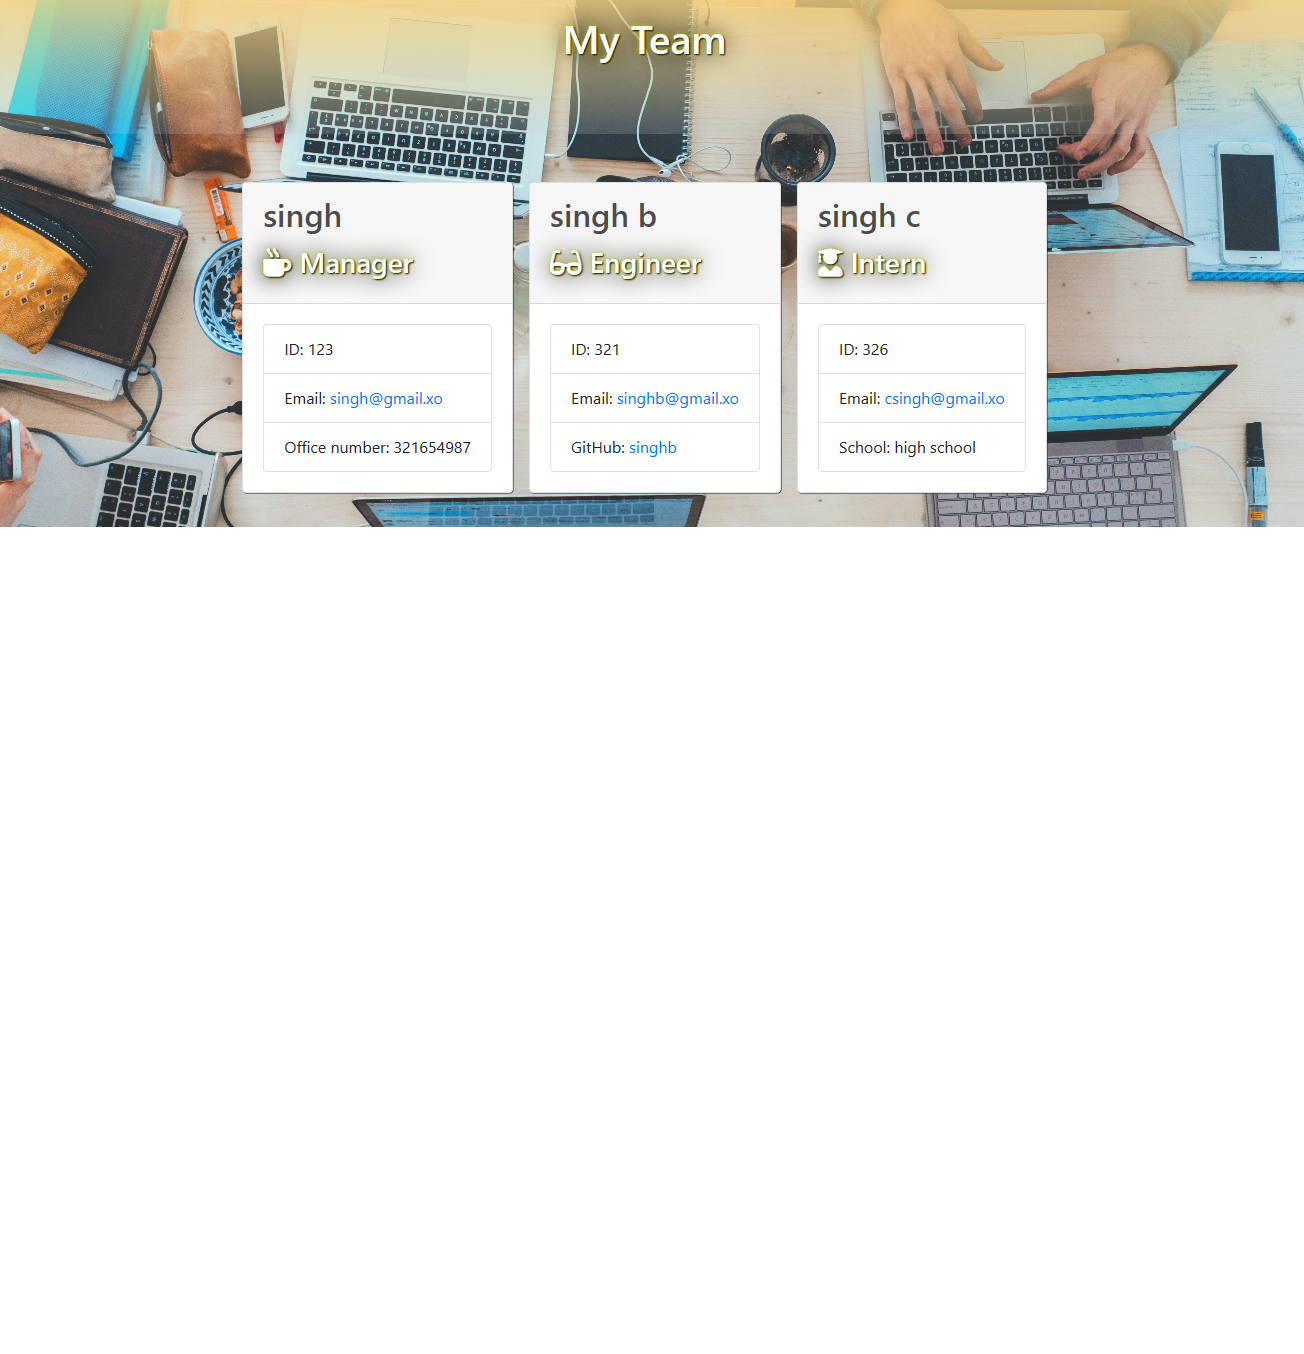 My Team
singh
Manager
ID: 123
Email: singh@gmail.xo
Office number: 321654987
singh b
Engineer
ID: 321
Email: singhb@gmail.xo
GitHub: singhb
singh c
Intern
ID: 326
Email: csingh@gmail.xo
School: high school